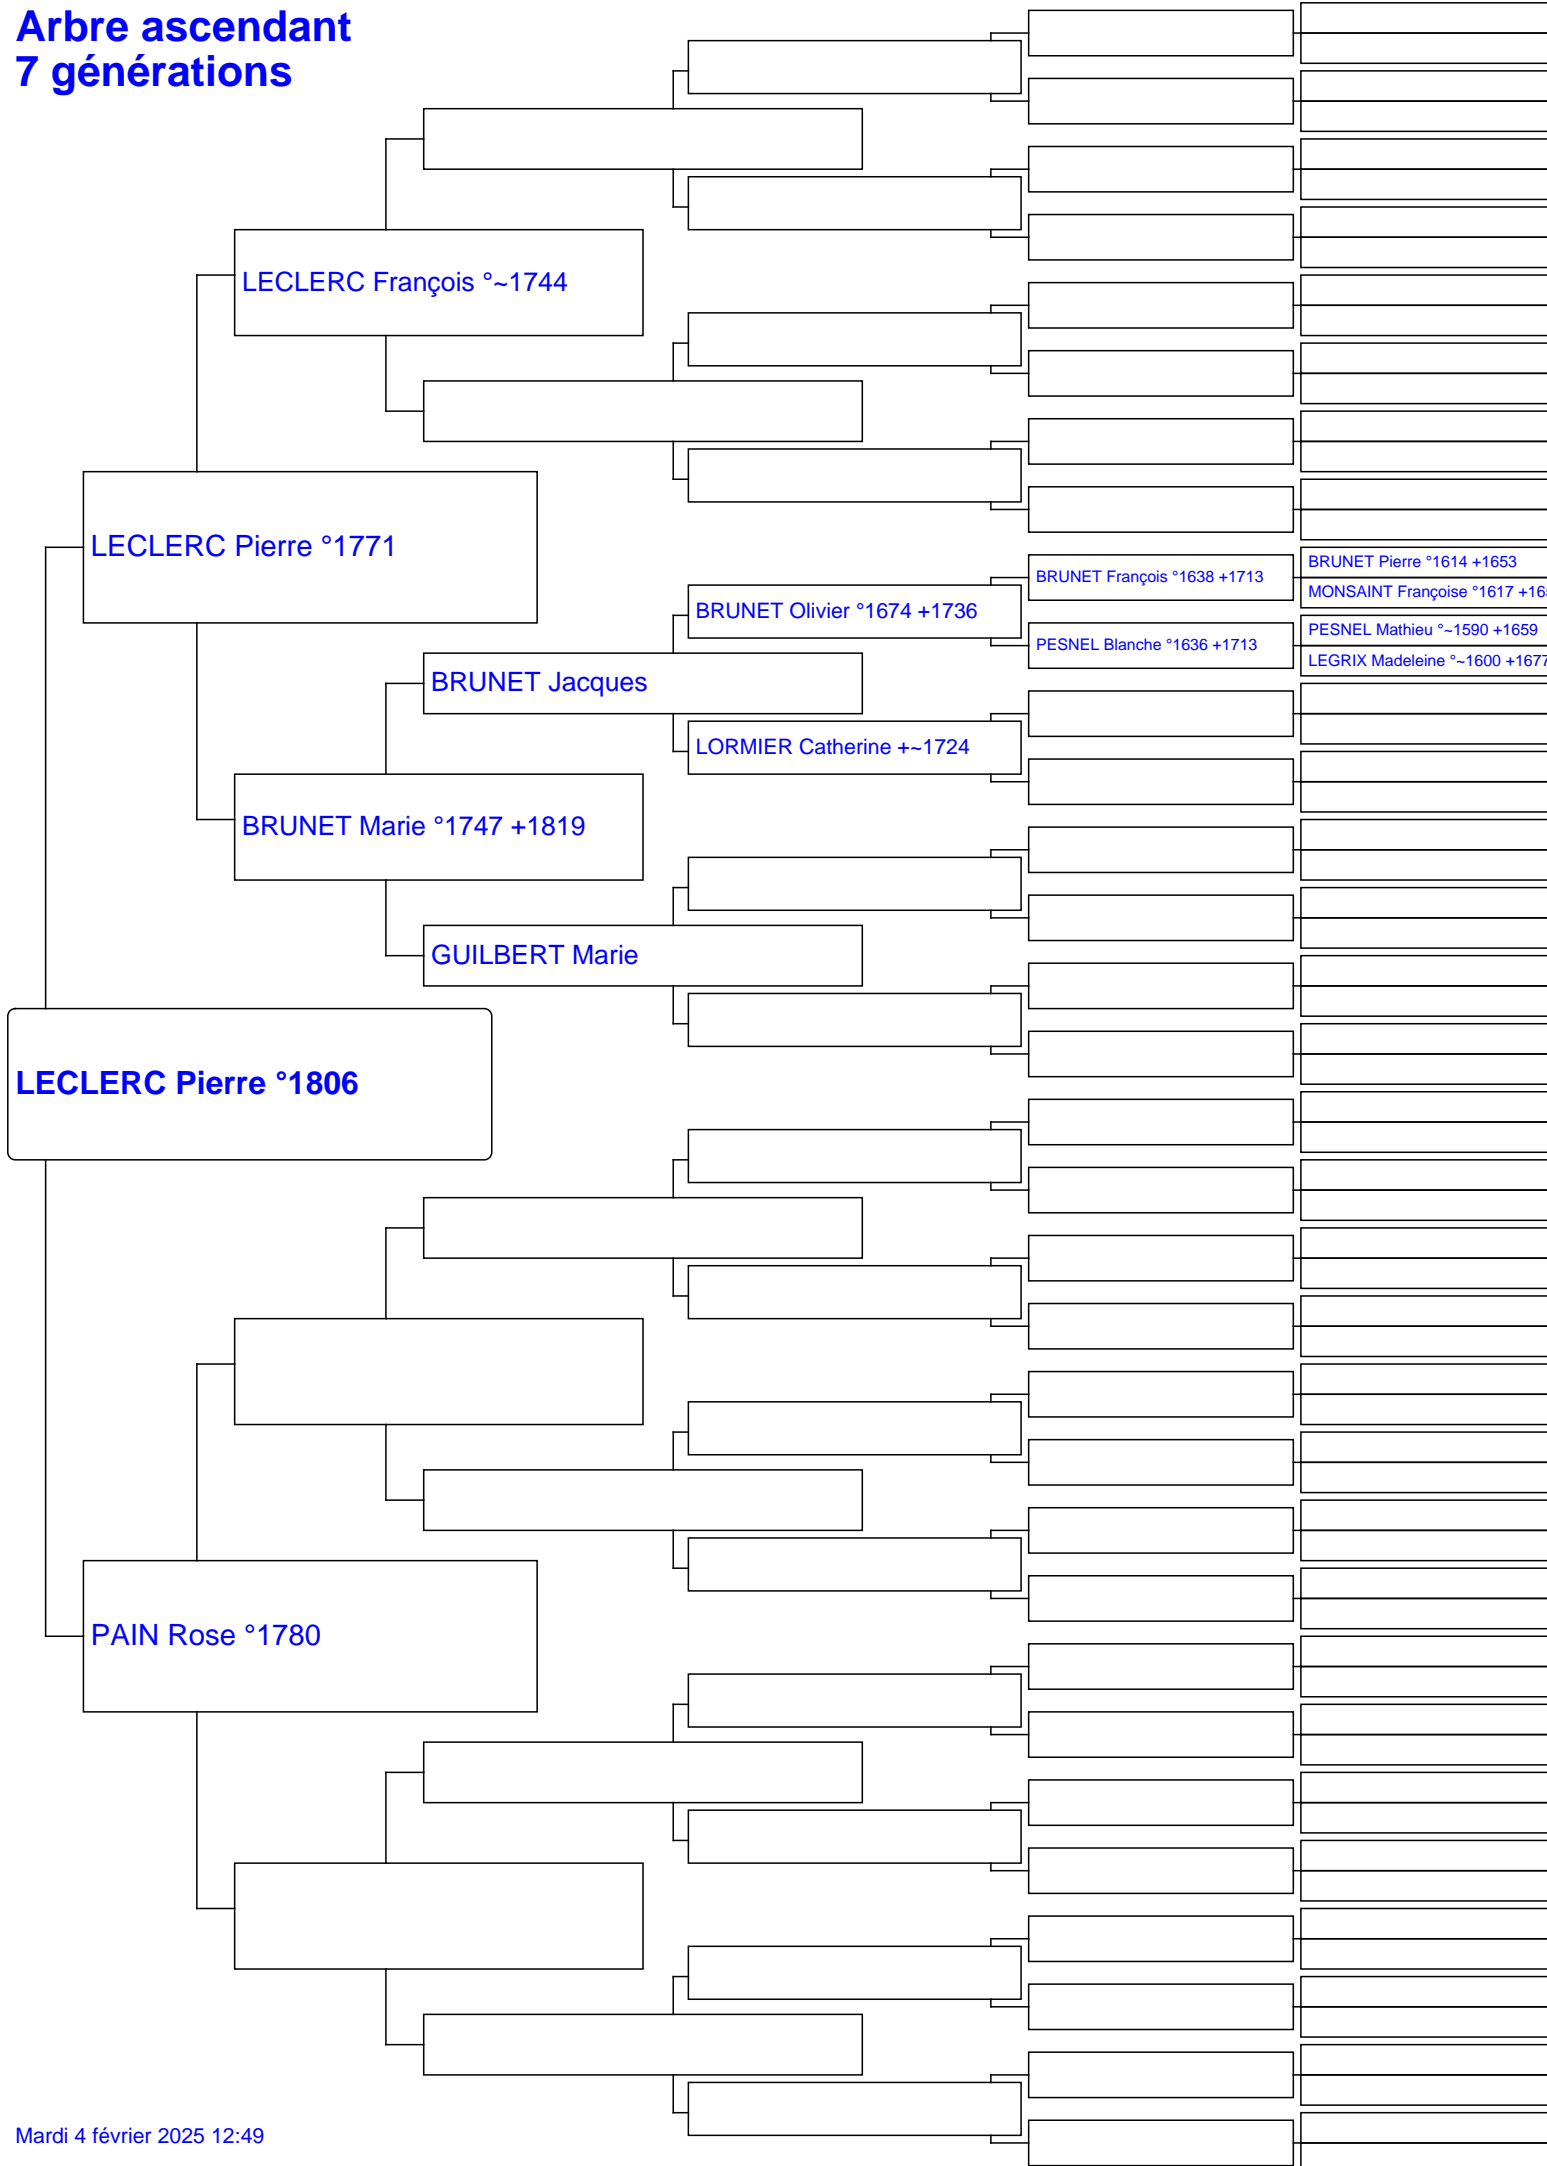 Arbre ascendant
7 générations
LECLERC François °~1744
LECLERC Pierre °1771
BRUNET Pierre °1614 +1653
BRUNET François °1638 +1713
MONSAINT Françoise °1617
BRUNET Olivier °1674 +1736
PESNEL Mathieu °~1590 +1659
PESNEL Blanche °1636 +1713
LEGRIX Madeleine °~1600 +1677
BRUNET Jacques
LORMIER Catherine +~1724
BRUNET Marie °1747 +1819
GUILBERT Marie
LECLERC Pierre °1806
PAIN Rose °1780
Mardi 4 février 2025 12:49